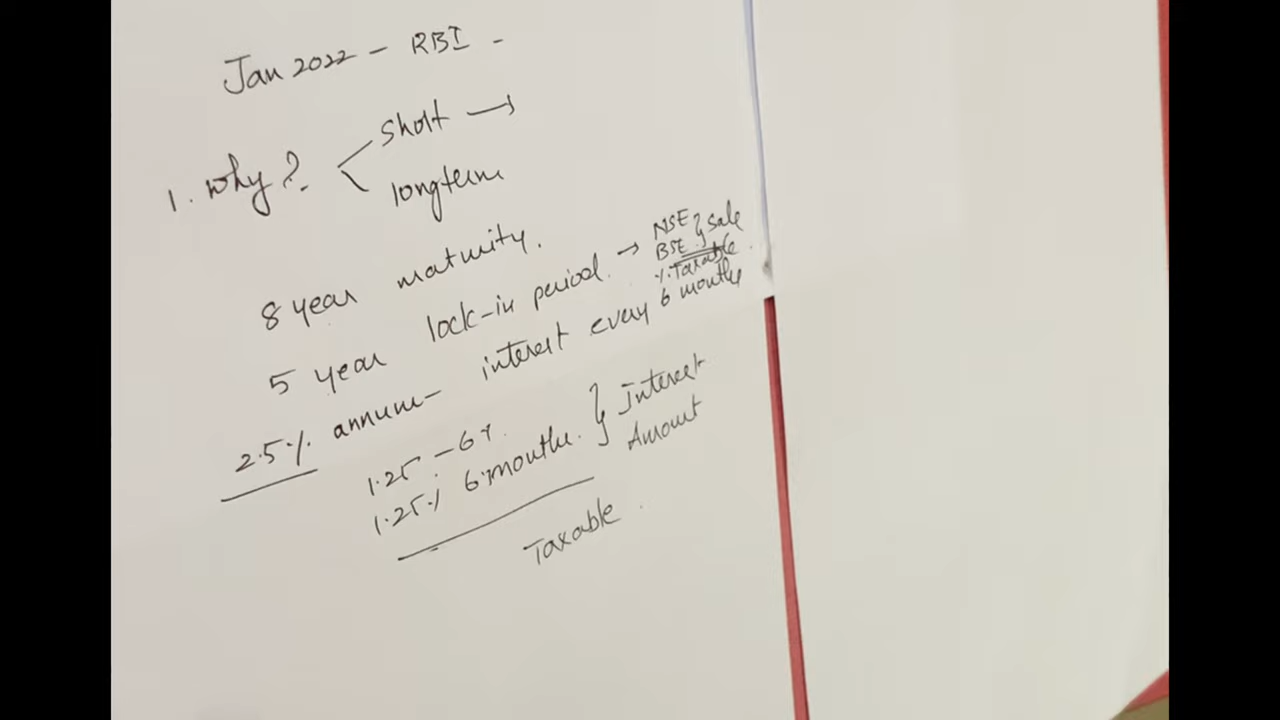 Jan 2022 - RBI -
1. Why? < short →
longterm
8 year maturity.
5 year lock-in period. → NSE } Sale
BSE
% Taxable
2.5% annum - interest every 6 months
1.25 - 6
1.25% 6 months. } Interest
Amount
Taxable